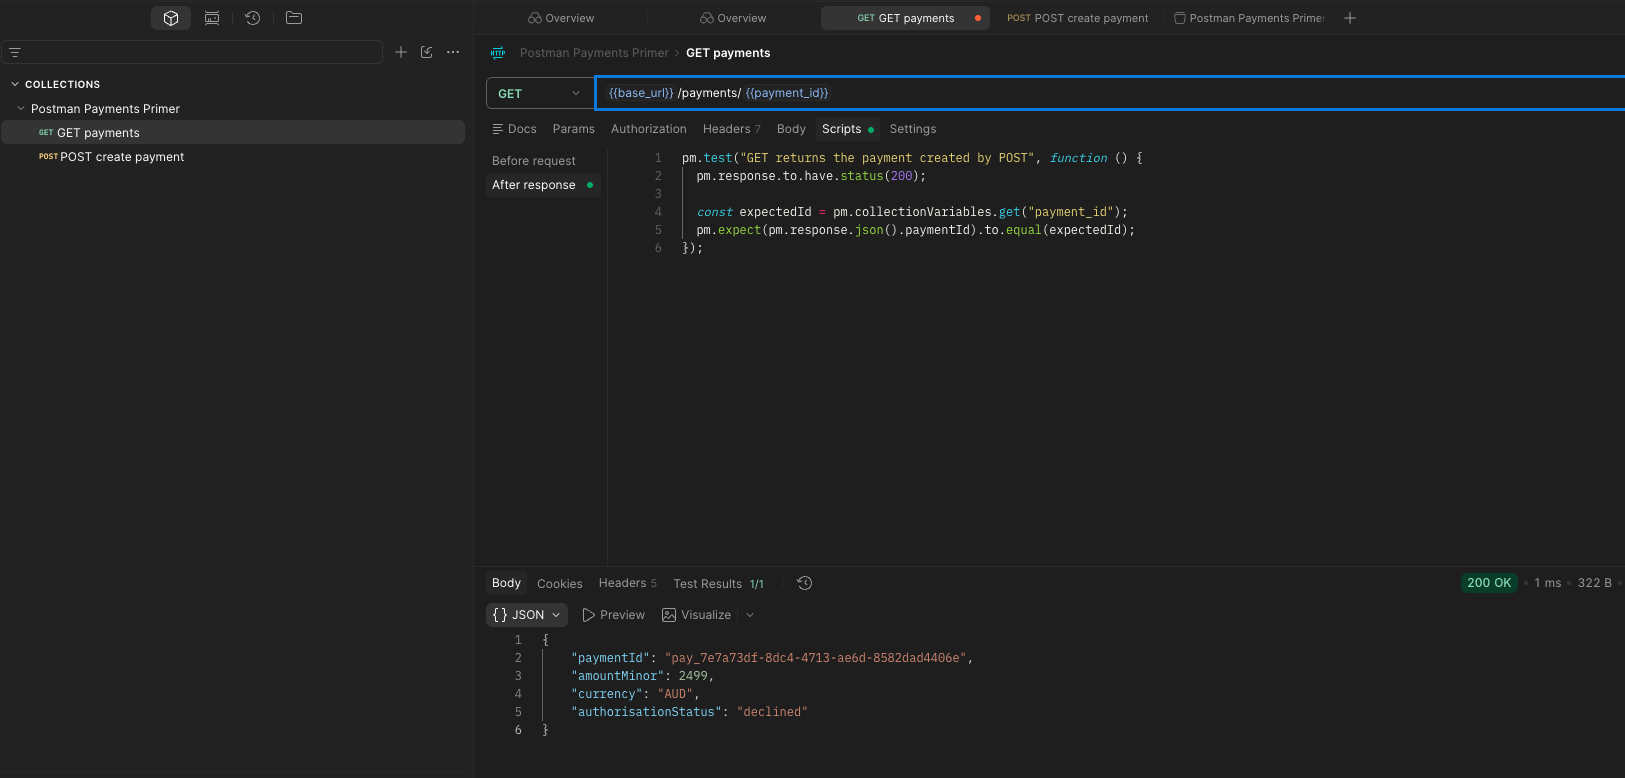 Overview
Overview
GET GET payments
POST POST create payment
Postman Payments Primer
COLLECTIONS
Postman Payments Primer
GET GET payments
POST POST create payment
HTTP Postman Payments Primer > GET payments
GET {{base_url}} /payments/ {{payment_id}}
Docs Params Authorization Headers 7 Body Scripts Settings
Before request
After response
1 pm.test("GET returns the payment created by POST", function () {
2 pm.response.to.have.status(200);
3
4 const expectedId = pm.collectionVariables.get("payment_id");
5 pm.expect(pm.response.json().paymentId).to.equal(expectedId);
6 });
Body Cookies Headers 5 Test Results 1/1
200 OK • 1 ms • 322 B
{} JSON Preview Visualize
1 {
2 "paymentId": "pay_7e7a73df-8dc4-4713-ae6d-8582dad4406e",
3 "amountMinor": 2499,
4 "currency": "AUD",
5 "authorisationStatus": "declined"
6 }